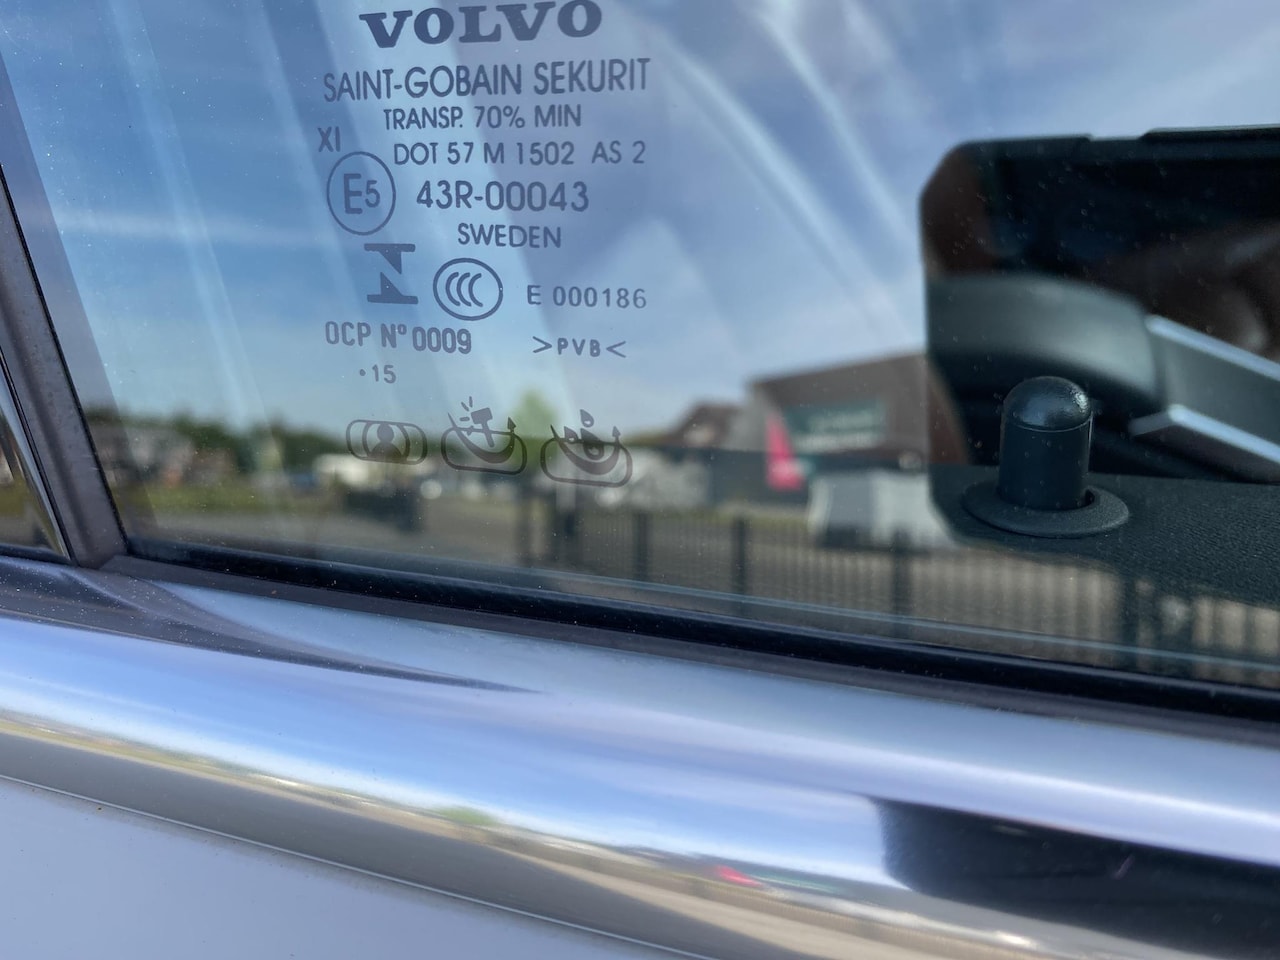 VOLVO
SAINT-GOBAIN SEKURIT
TRANSP. 70% MIN
XI
DOT 57 M 1502 AS 2
E5 43R-00043
SWEDEN
CCC E 000186
OCP Nº 0009 >PVB<
·15